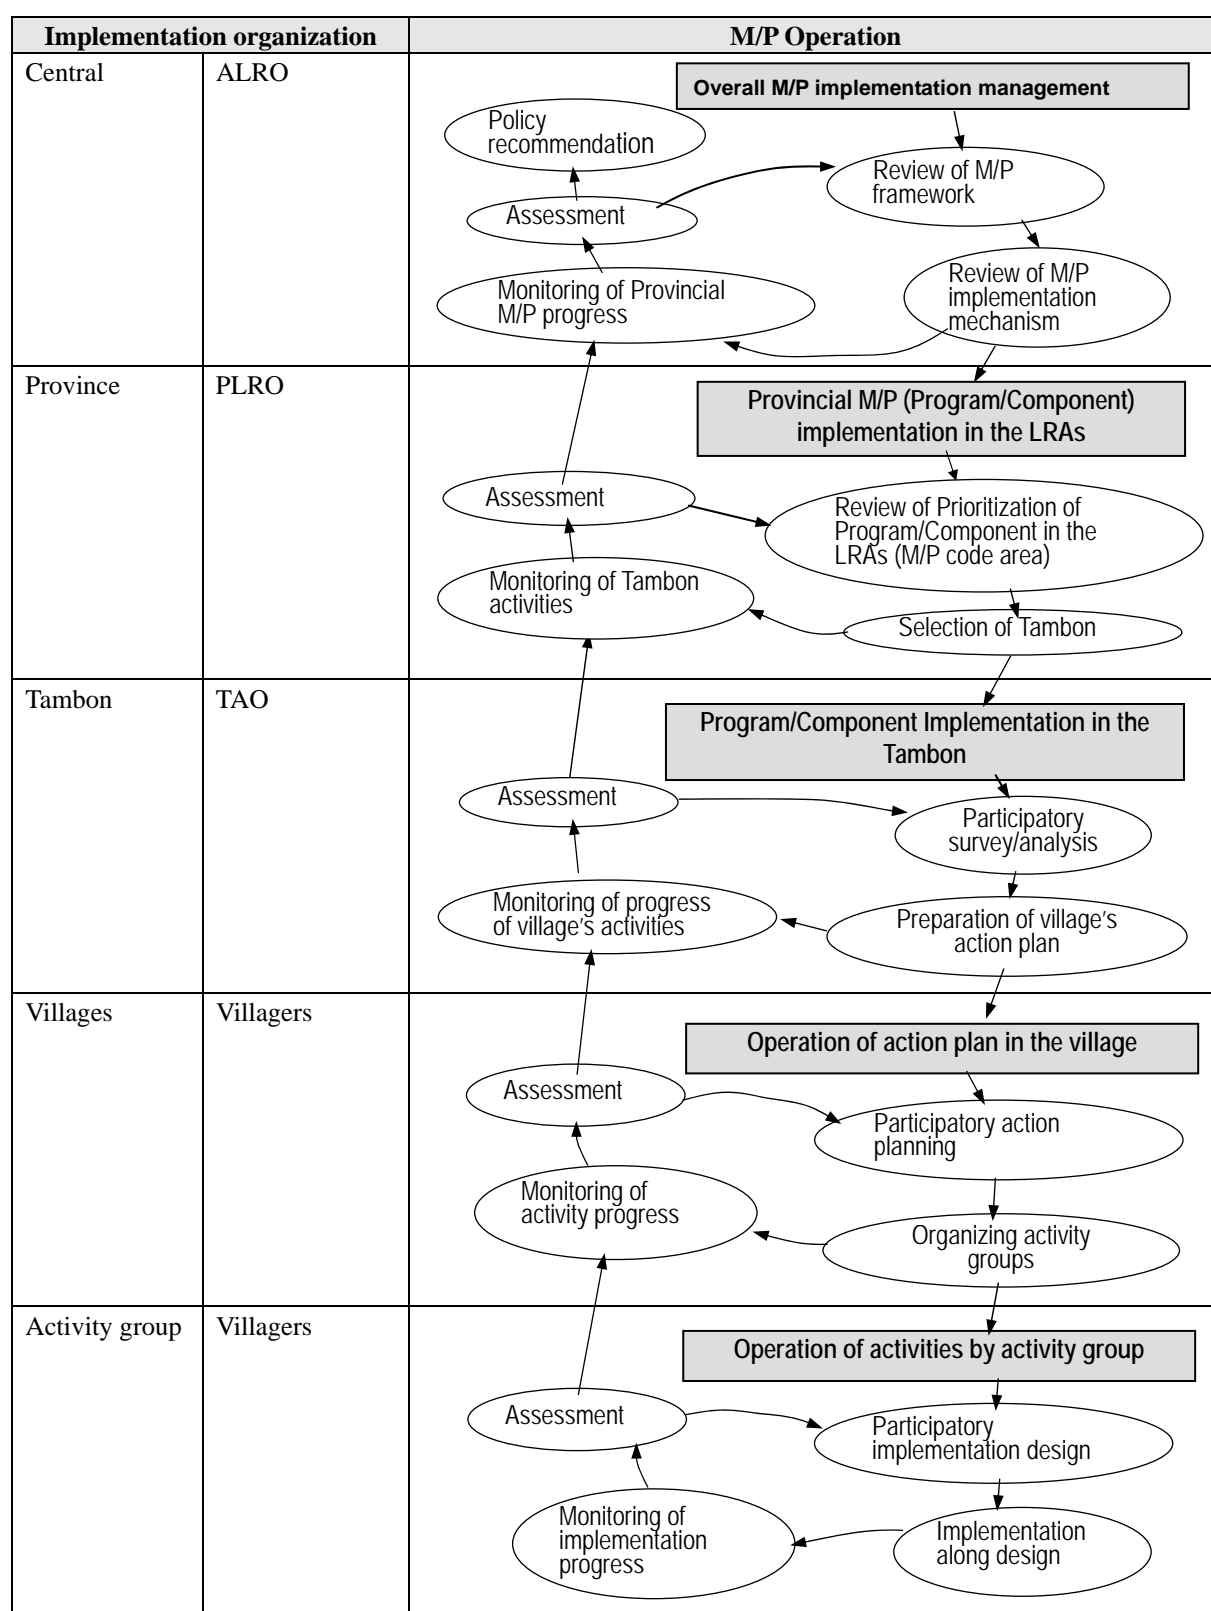 Implementation organization
M/P Operation
Central
ALRO
Overall M/P implementation management
Policy
recommendation
Review of M/P
framework
Assessment
Review of M/P
implementation
mechanism
Monitoring of Provincial
M/P progress
Province
PLRO
Provincial M/P (Program/Component)
implementation in the LRAs
Assessment
Review of Prioritization of
Program/Component in the
LRAs (M/P code area)
Monitoring of Tambon
activities
Selection of Tambon
Tambon
TAO
Program/Component Implementation in the
Tambon
Assessment
Participatory
survey/analysis
Monitoring of progress
of village's activities
Preparation of village's
action plan
Villages
Villagers
Operation of action plan in the village
Assessment
Participatory action
planning
Monitoring of
activity progress
Organizing activity
groups
Activity group
Villagers
Operation of activities by activity group
Assessment
Participatory
implementation design
Monitoring of
implementation
progress
Implementation
along design